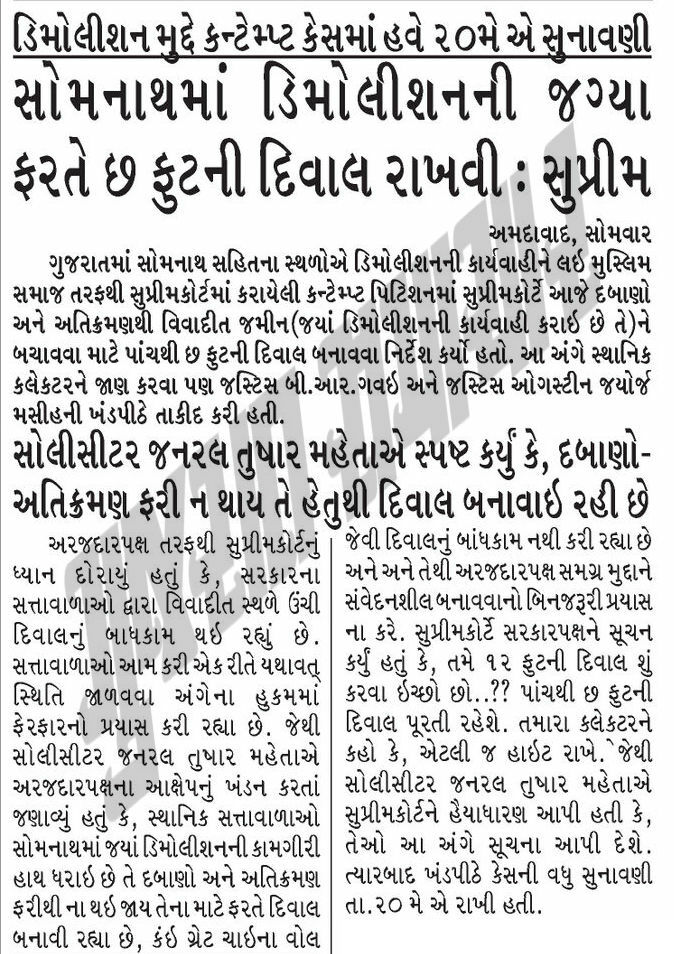 ડિમોલીશન મુદ્દે કન્ટેમ્પ્ટ કેસમાં હવે ૨૦મે એ સુનાવણી
સોમનાથમાં ડિમોલીશનની જગ્યા
ફરતે છ ફુટની દિવાલ રાખવી : સુપ્રીમ
અમદાવાદ, સોમવાર
ગુજરાતમાં સોમનાથ સહિતના સ્થળોએ ડિમોલીશનની કાર્યવાહીને લઇ મુસ્લિમ
સમાજ તરફથી સુપ્રીમકોર્ટમાં કરાયેલી કન્ટેમ્પ્ટ પિટિશનમાં સુપ્રીમકોર્ટે આજે દબાણો
અને અતિક્રમણથી વિવાદીત જમીન(જયાં ડિમોલીશનની કાર્યવાહી કરાઇ છે તે)ને
બચાવવા માટે પાંચથી છ ફુટની દિવાલ બનાવવા નિર્દેશ કર્યો હતો. આ અંગે સ્થાનિક
કલેકટરને જાણ કરવા પણ જસ્ટિસ બી.આર.ગવઇ અને જસ્ટિસ ઓગસ્ટીન જયોર્જ
મસીહની ખંડપીઠે તાકીદ કરી હતી.
સોલીસીટર જનરલ તુષાર મહેતાએ સ્પષ્ટ કર્યું કે, દબાણો-
અતિક્રમણ ફરી ન થાય તે હેતુથી દિવાલ બનાવાઇ રહી છે
અરજદારપક્ષ તરફથી સુપ્રીમકોર્ટનું
ધ્યાન દોરાયું હતું કે, સરકારના
સત્તાવાળાઓ દ્વારા વિવાદીત સ્થળે ઉંચી
દિવાલનું બાધકામ થઇ રહ્યું છે.
સત્તાવાળાઓ આમ કરી એક રીતે યથાવત્
સ્થિતિ જાળવવા અંગેના હુકમમાં
ફેરફારનો પ્રયાસ કરી રહ્યા છે. જેથી
સોલીસીટર જનરલ તુષાર મહેતાએ
અરજદારપક્ષના આક્ષેપનું ખંડન કરતાં
જણાવ્યું હતું કે, સ્થાનિક સત્તાવાળાઓ
સોમનાથમાં જયાં ડિમોલીશનની કામગીરી
હાથ ધરાઇ છે તે દબાણો અને અતિક્રમણ
ફરીથી ના થઇ જાય તેના માટે ફરતે દિવાલ
બનાવી રહ્યા છે, કંઇ ગ્રેટ ચાઇના વોલ
જેવી દિવાલનું બાંધકામ નથી કરી રહ્યા છે
અને અને તેથી અરજદારપક્ષ સમગ્ર મુદ્દાને
સંવેદનશીલ બનાવવાનો બિનજરૂરી પ્રયાસ
ના કરે. સુપ્રીમકોર્ટે સરકારપક્ષને સૂચન
કર્યું હતું કે, તમે ૧૨ ફુટની દિવાલ શું
કરવા ઇચ્છો છો..?? પાંચથી છ ફુટની
દિવાલ પૂરતી રહેશે. તમારા કલેકટરને
કહો કે, એટલી જ હાઇટ રાખે. જેથી
સોલીસીટર જનરલ તુષાર મહેતાએ
સુપ્રીમકોર્ટને હૈયાધારણ આપી હતી કે,
તેઓ આ અંગે સૂચના આપી દેશે.
ત્યારબાદ ખંડપીઠે કેસની વધુ સુનાવણી
તા.૨૦ મે એ રાખી હતી.